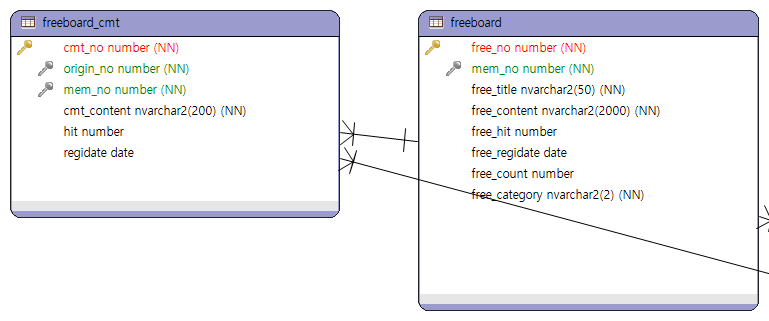 freeboard_cmt
cmt_no number (NN)
origin_no number (NN)
mem_no number (NN)
cmt_content nvarchar2(200) (NN)
hit number
regidate date
freeboard
free_no number (NN)
mem_no number (NN)
free_title nvarchar2(50) (NN)
free_content nvarchar2(2000) (NN)
free_hit number
free_regidate date
free_count number
free_category nvarchar2(2) (NN)